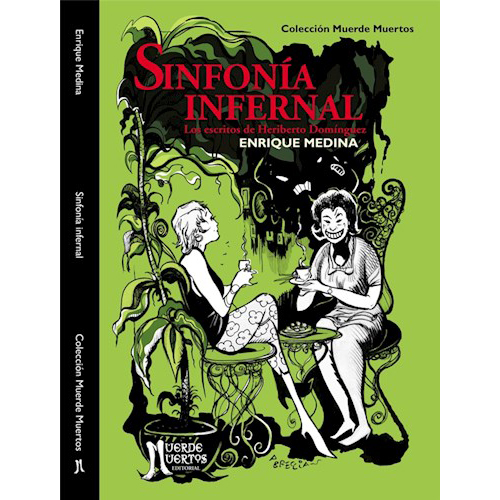 Enrique Medina
Sinfonía infernal
Colección Muerde Muertos
Colección Muerde Muertos
SINFONÍA
INFERNAL
Los escritos de Heriberto Domínguez
ENRIQUE MEDINA
BRECCIA
MUERDE
MUERTOS
EDITORIAL